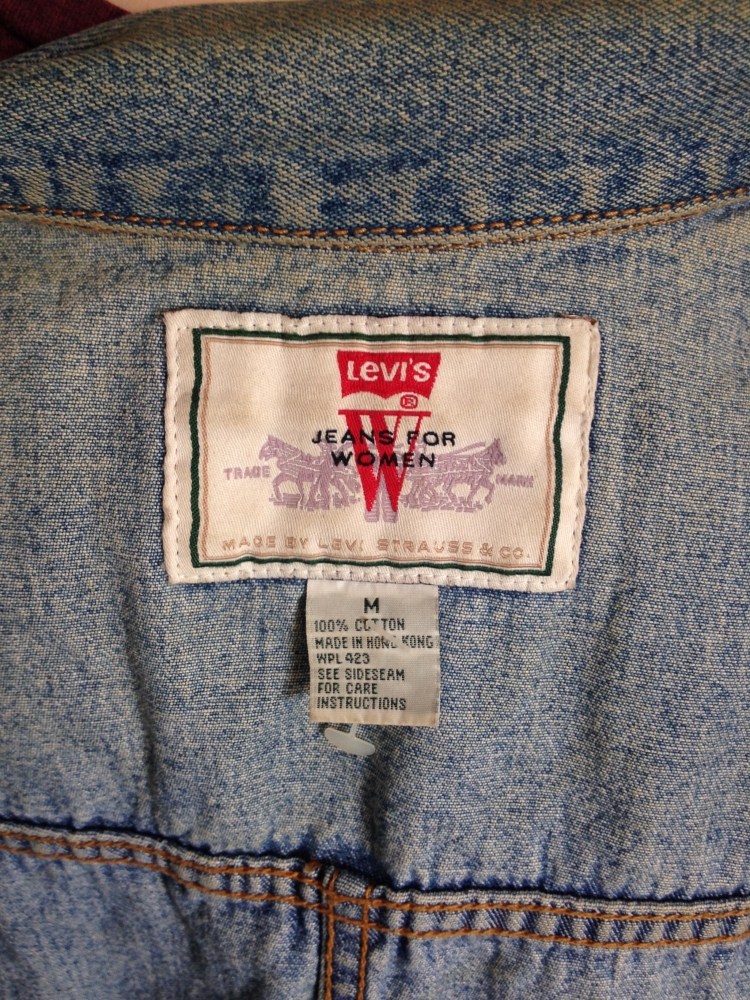 Levi's
®
W
JEANS FOR
WOMEN
TRADE MARK
MADE BY LEVI STRAUSS & CO.
M
100% COTTON
MADE IN HONG KONG
WPL 423
SEE SIDESEAM
FOR CARE
INSTRUCTIONS